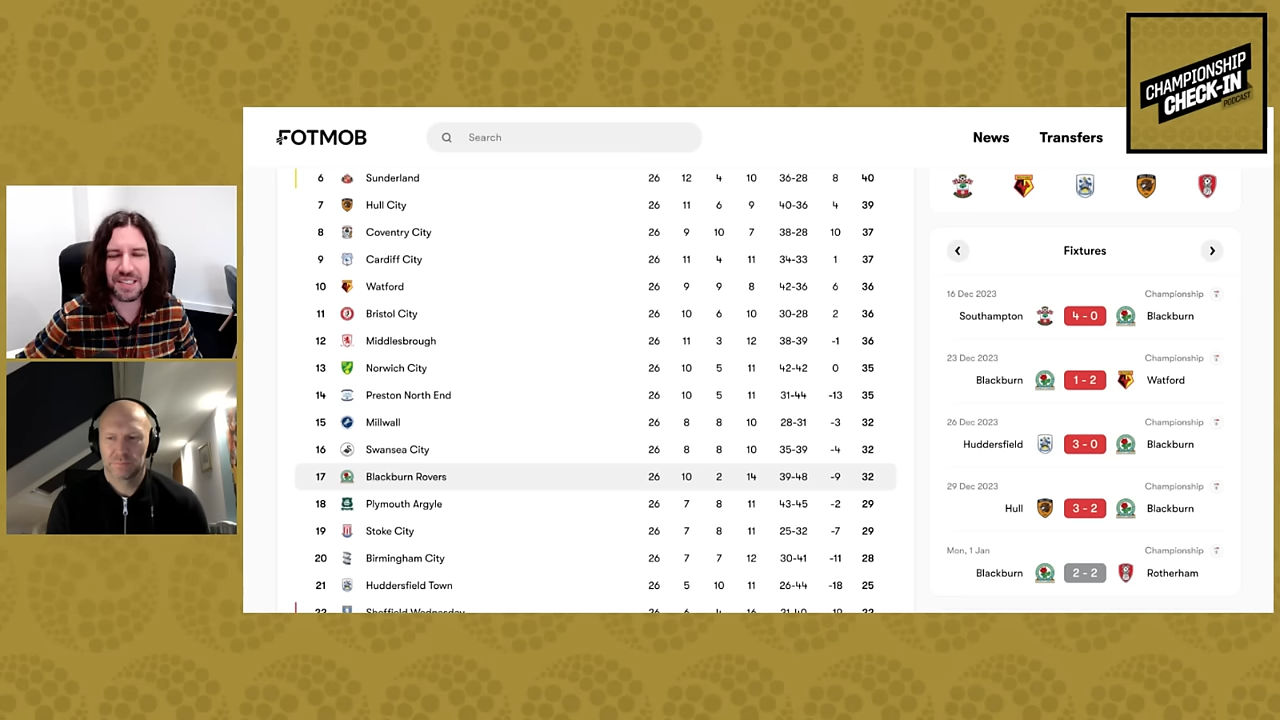 CHAMPIONSHIP
CHECK-IN
PODCAST
FOTMOB Search News Transfers
6 Sunderland 26 12 4 10 36-28 8 40
7 Hull City 26 11 6 9 40-36 4 39
8 Coventry City 26 9 10 7 38-28 10 37
9 Cardiff City 26 11 4 11 34-33 1 37
10 Watford 26 9 9 8 42-36 6 36
11 Bristol City 26 10 6 10 30-28 2 36
12 Middlesbrough 26 11 3 12 38-39 -1 36
13 Norwich City 26 10 5 11 42-42 0 35
14 Preston North End 26 10 5 11 31-44 -13 35
15 Millwall 26 8 8 10 28-31 -3 32
16 Swansea City 26 8 8 10 35-39 -4 32
17 Blackburn Rovers 26 10 2 14 39-48 -9 32
18 Plymouth Argyle 26 7 8 11 43-45 -2 29
19 Stoke City 26 7 8 11 25-32 -7 29
20 Birmingham City 26 7 7 12 30-41 -11 28
21 Huddersfield Town 26 5 10 11 26-44 -18 25
22 Sheffield Wednesday 26 6 4 16 21-40 -19 22
Fixtures
16 Dec 2023 Championship
Southampton 4 - 0 Blackburn
23 Dec 2023 Championship
Blackburn 1 - 2 Watford
26 Dec 2023 Championship
Huddersfield 3 - 0 Blackburn
29 Dec 2023 Championship
Hull 3 - 2 Blackburn
Mon, 1 Jan Championship
Blackburn 2 - 2 Rotherham